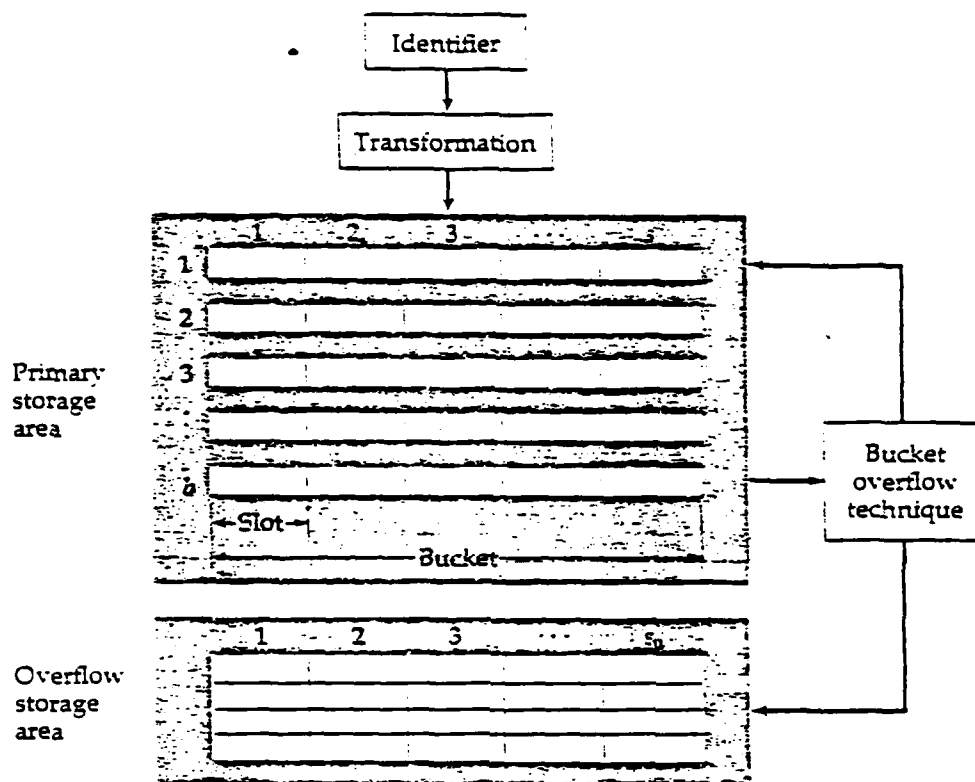 Identifier
Transformation
1 2 3 ... s
1
2
3
Primary
storage
area
b
Slot
Bucket
Bucket
overflow
technique
1 2 3 ...
Overflow
storage
area